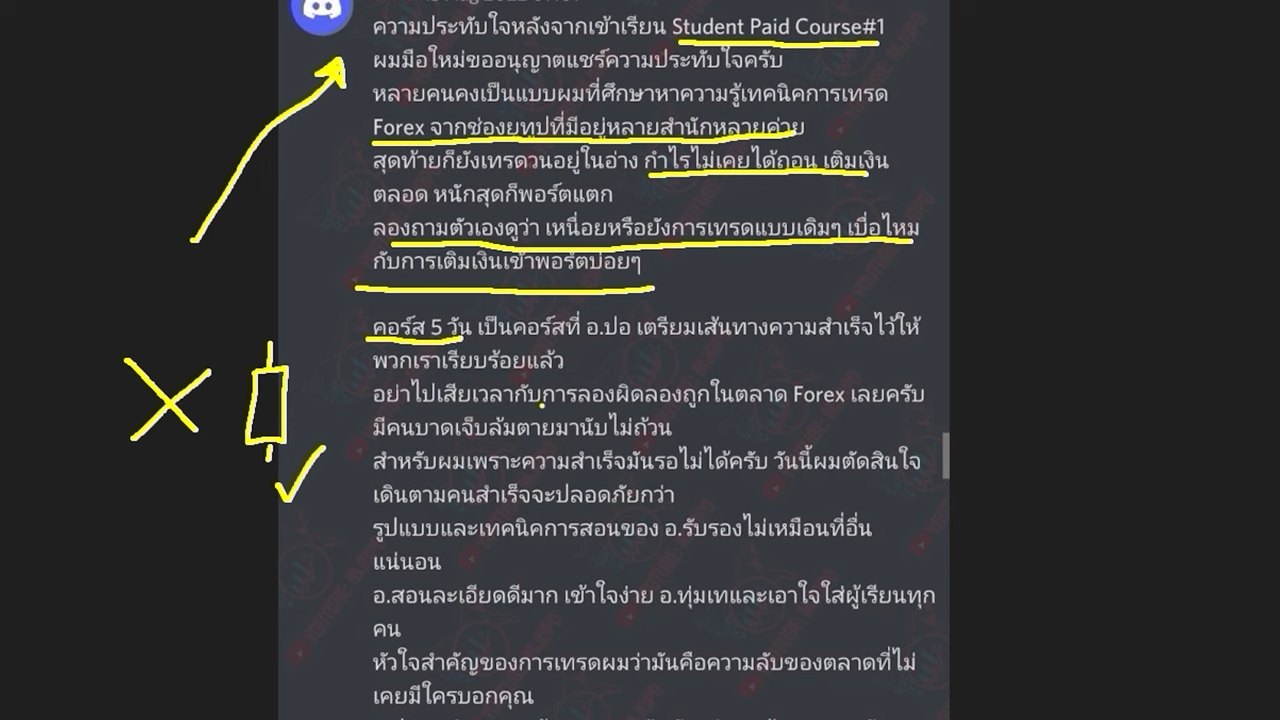 ความประทับใจหลังจากเข้าเรียน Student Paid Course#1
ผมมือใหม่ขออนุญาตแชร์ความประทับใจครับ
หลายคนคงเป็นแบบผมที่ศึกษาหาความรู้เทคนิคการเทรด
Forex จากช่องยูทูปที่มีอยู่หลายสำนักหลายค่าย
สุดท้ายก็ยังเทรดวนอยู่ในอ่าง กำไรไม่เคยได้ถอน เติมเงิน
ตลอด หนักสุดก็พอร์ตแตก
ลองถามตัวเองดูว่า เหนื่อยหรือยังการเทรดแบบเดิมๆ เบื่อไหม
กับการเติมเงินเข้าพอร์ตบ่อยๆ
คอร์ส 5 วัน เป็นคอร์สที่ อ.ปอ เตรียมเส้นทางความสำเร็จไว้ให้
พวกเราเรียบร้อยแล้ว
อย่าไปเสียเวลากับการลองผิดลองถูกในตลาด Forex เลยครับ
มีคนบาดเจ็บล้มตายมานับไม่ถ้วน
สำหรับผมเพราะความสำเร็จมันรอไม่ได้ครับ วันนี้ผมตัดสินใจ
เดินตามคนสำเร็จจะปลอดภัยกว่า
รูปแบบและเทคนิคการสอนของ อ.รับรองไม่เหมือนที่อื่น
แน่นอน
อ.สอนละเอียดดีมาก เข้าใจง่าย อ.ทุ่มเทและเอาใจใส่ผู้เรียนทุก
คน
หัวใจสำคัญของการเทรดผมว่ามันคือความลับของตลาดที่ไม่
เคยมีใครบอกคุณ